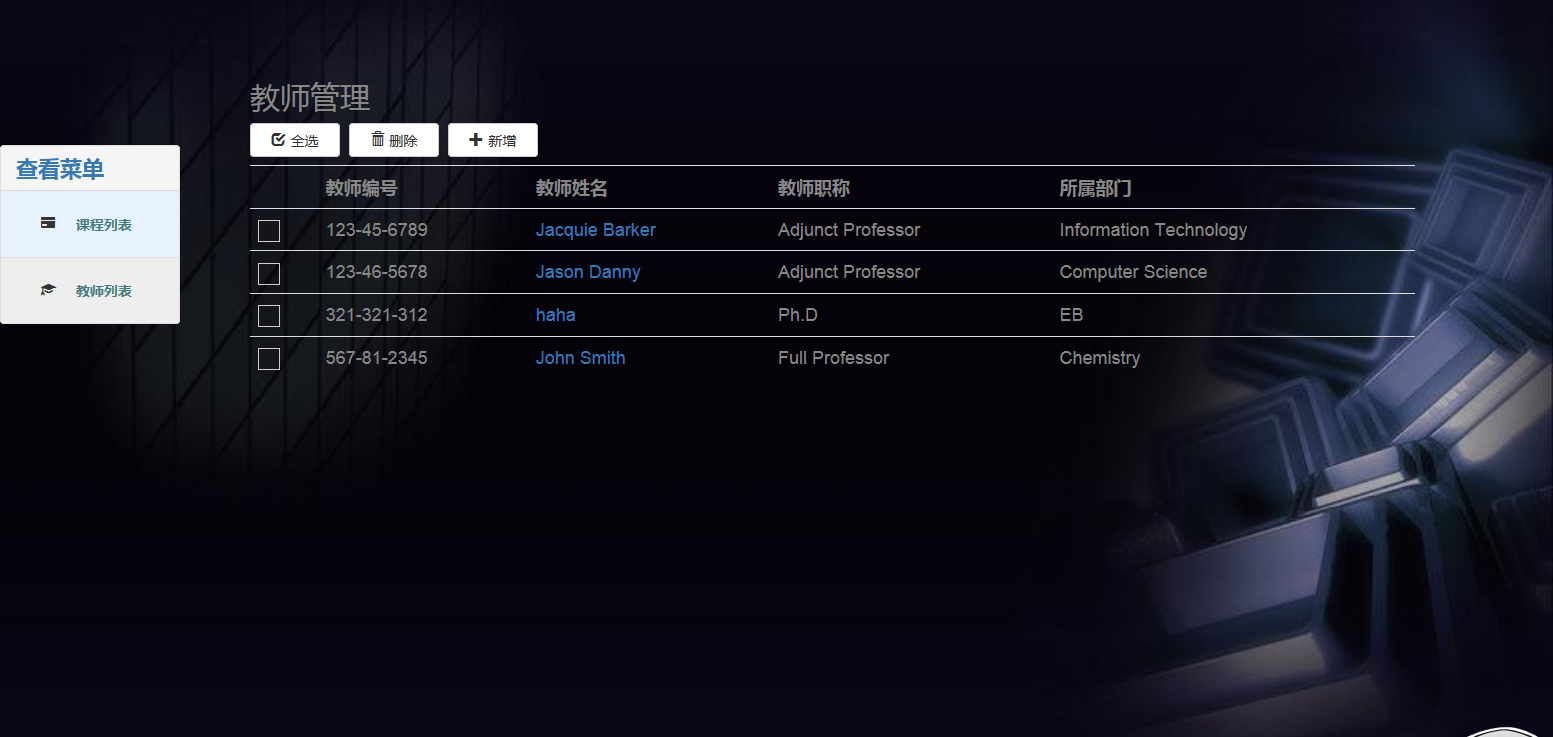 教师管理
全选 删除 新增
查看菜单
课程列表
教师列表
教师编号 教师姓名 教师职称 所属部门
123-45-6789 Jacquie Barker Adjunct Professor Information Technology
123-46-5678 Jason Danny Adjunct Professor Computer Science
321-321-312 haha Ph.D EB
567-81-2345 John Smith Full Professor Chemistry